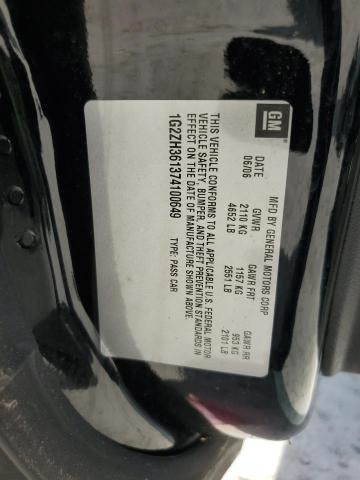 GM
MFD BY GENERAL MOTORS CORP
DATE GVWR GAWR FRT GAWR RR
06/06 2110 KG 1157 KG 953 KG
4652 LB 2551 LB 2101 LB
THIS VEHICLE CONFORMS TO ALL APPLICABLE U.S. FEDERAL MOTOR
VEHICLE SAFETY, BUMPER, AND THEFT PREVENTION STANDARDS IN
EFFECT ON THE DATE OF MANUFACTURE SHOWN ABOVE.
1G2ZH361374100649 TYPE: PASS CAR